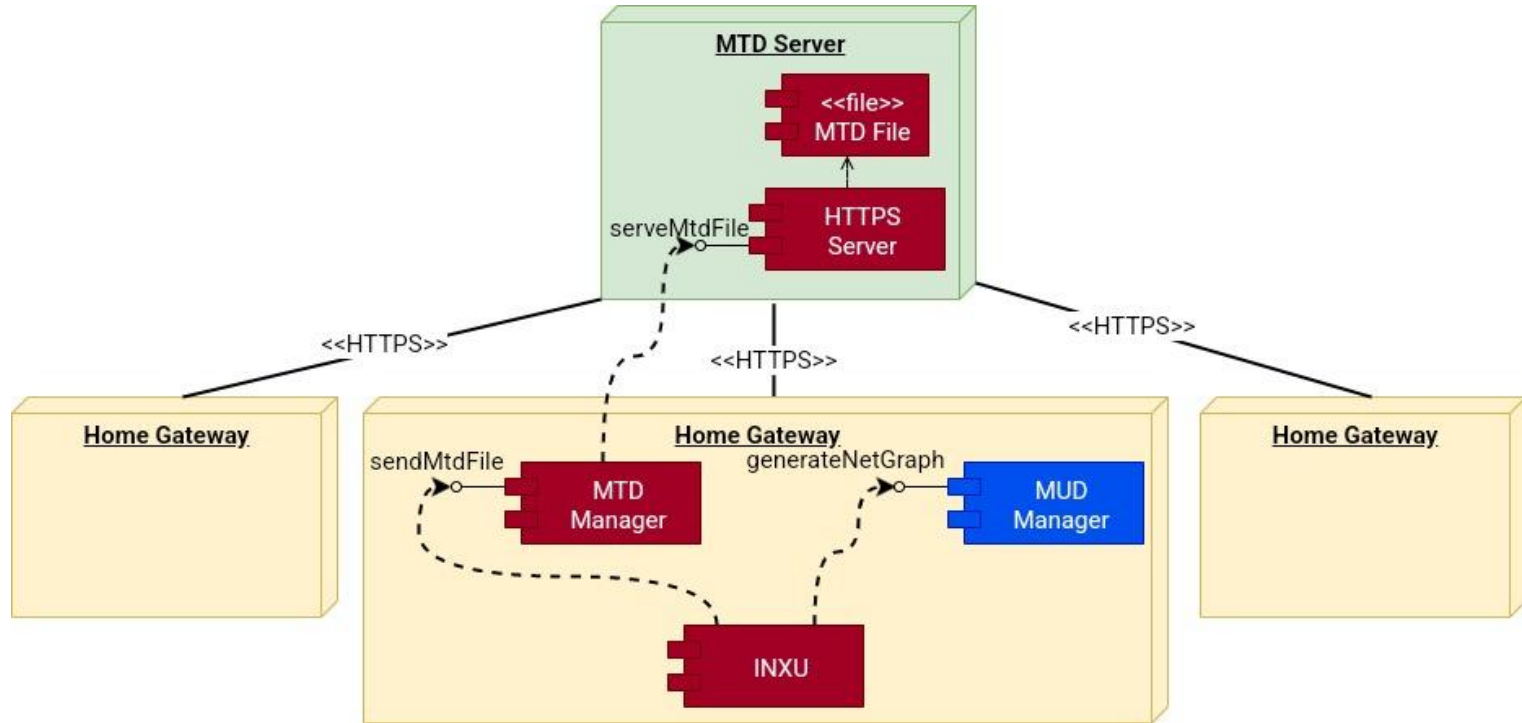 MTD Server
<<file>>
MTD File
HTTPS
Server
serveMtdFile
<<HTTPS>>
<<HTTPS>>
<<HTTPS>>
Home Gateway
Home Gateway
Home Gateway
sendMtdFile
MTD
Manager
generateNetGraph
MUD
Manager
INXU